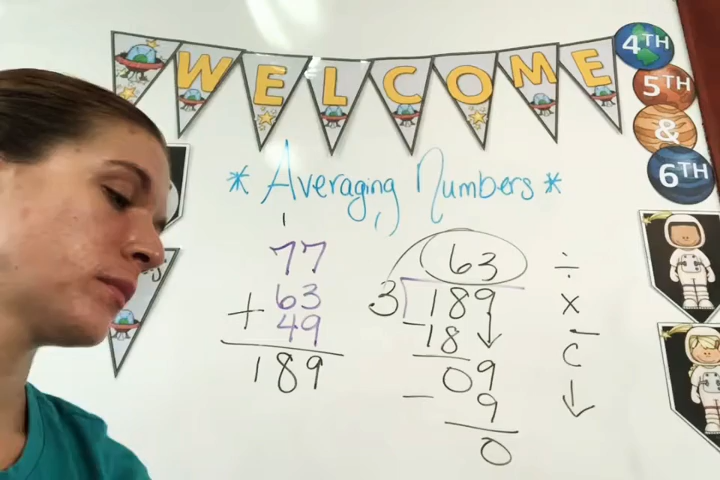 WELCOME
4TH
5TH
&
6TH
* Averaging Numbers *
1
77
+ 63
49
189
63
3 189
-18
09
- 9
0
÷
x
-
C
↓